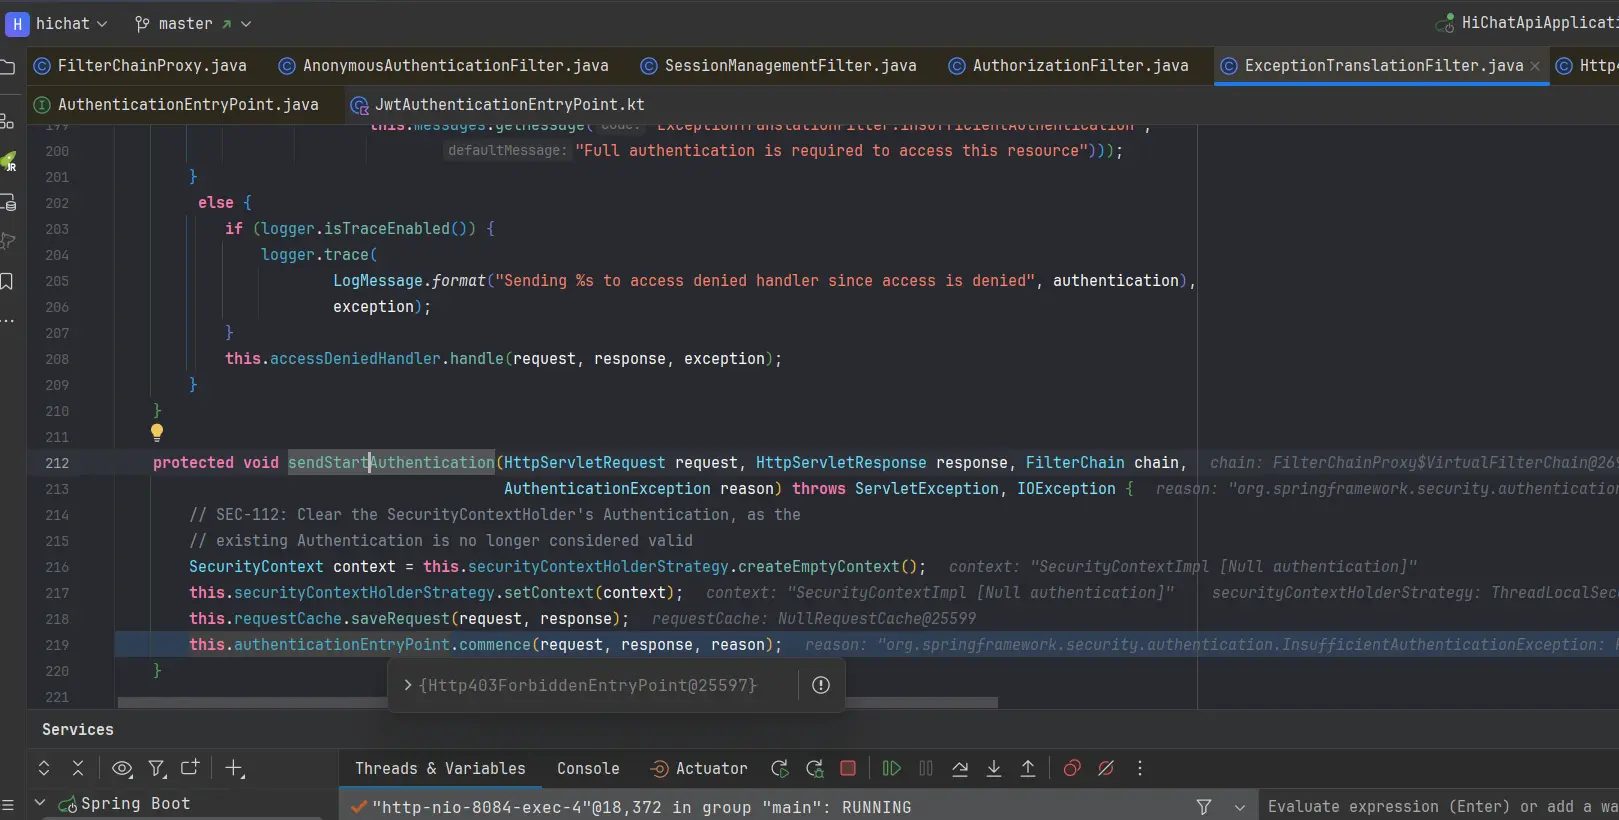 H hichat master HiChatApiApplicati
FilterChainProxy.java AnonymousAuthenticationFilter.java SessionManagementFilter.java AuthorizationFilter.java ExceptionTranslationFilter.java Http4
AuthenticationEntryPoint.java JwtAuthenticationEntryPoint.kt
199 this.messages.getMessage( code: "ExceptionTranslationFilter.insufficientAuthentication",
200 defaultMessage: "Full authentication is required to access this resource")));
201 }
202 else {
203 if (logger.isTraceEnabled()) {
204 logger.trace(
205 LogMessage.format("Sending %s to access denied handler since access is denied", authentication),
206 exception);
207 }
208 this.accessDeniedHandler.handle(request, response, exception);
209 }
210 }
211
212 protected void sendStartAuthentication(HttpServletRequest request, HttpServletResponse response, FilterChain chain, chain: FilterChainProxy$VirtualFilterChain@269
213 AuthenticationException reason) throws ServletException, IOException { reason: "org.springframework.security.authentication
214 // SEC-112: Clear the SecurityContextHolder's Authentication, as the
215 // existing Authentication is no longer considered valid
216 SecurityContext context = this.securityContextHolderStrategy.createEmptyContext(); context: "SecurityContextImpl [Null authentication]"
217 this.securityContextHolderStrategy.setContext(context); context: "SecurityContextImpl [Null authentication]" securityContextHolderStrategy: ThreadLocalSecu
218 this.requestCache.saveRequest(request, response); requestCache: NullRequestCache@25599
219 this.authenticationEntryPoint.commence(request, response, reason); reason: "org.springframework.security.authentication.InsufficientAuthenticationException:
220 }
{Http403ForbiddenEntryPoint@25597}
221
Services
Threads & Variables Console Actuator
Spring Boot "http-nio-8084-exec-4"@18,372 in group "main": RUNNING Evaluate expression (Enter) or add a wa